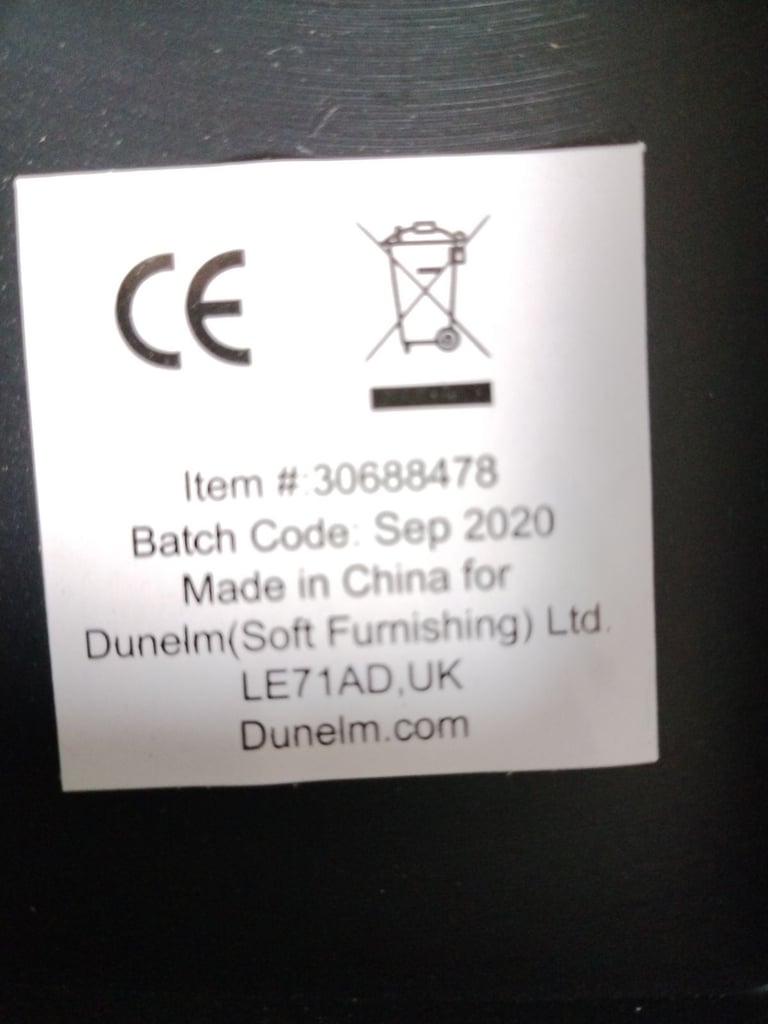 CE
Item #:30688478
Batch Code: Sep 2020
Made in China for
Dunelm(Soft Furnishing) Ltd.
LE71AD,UK
Dunelm.com